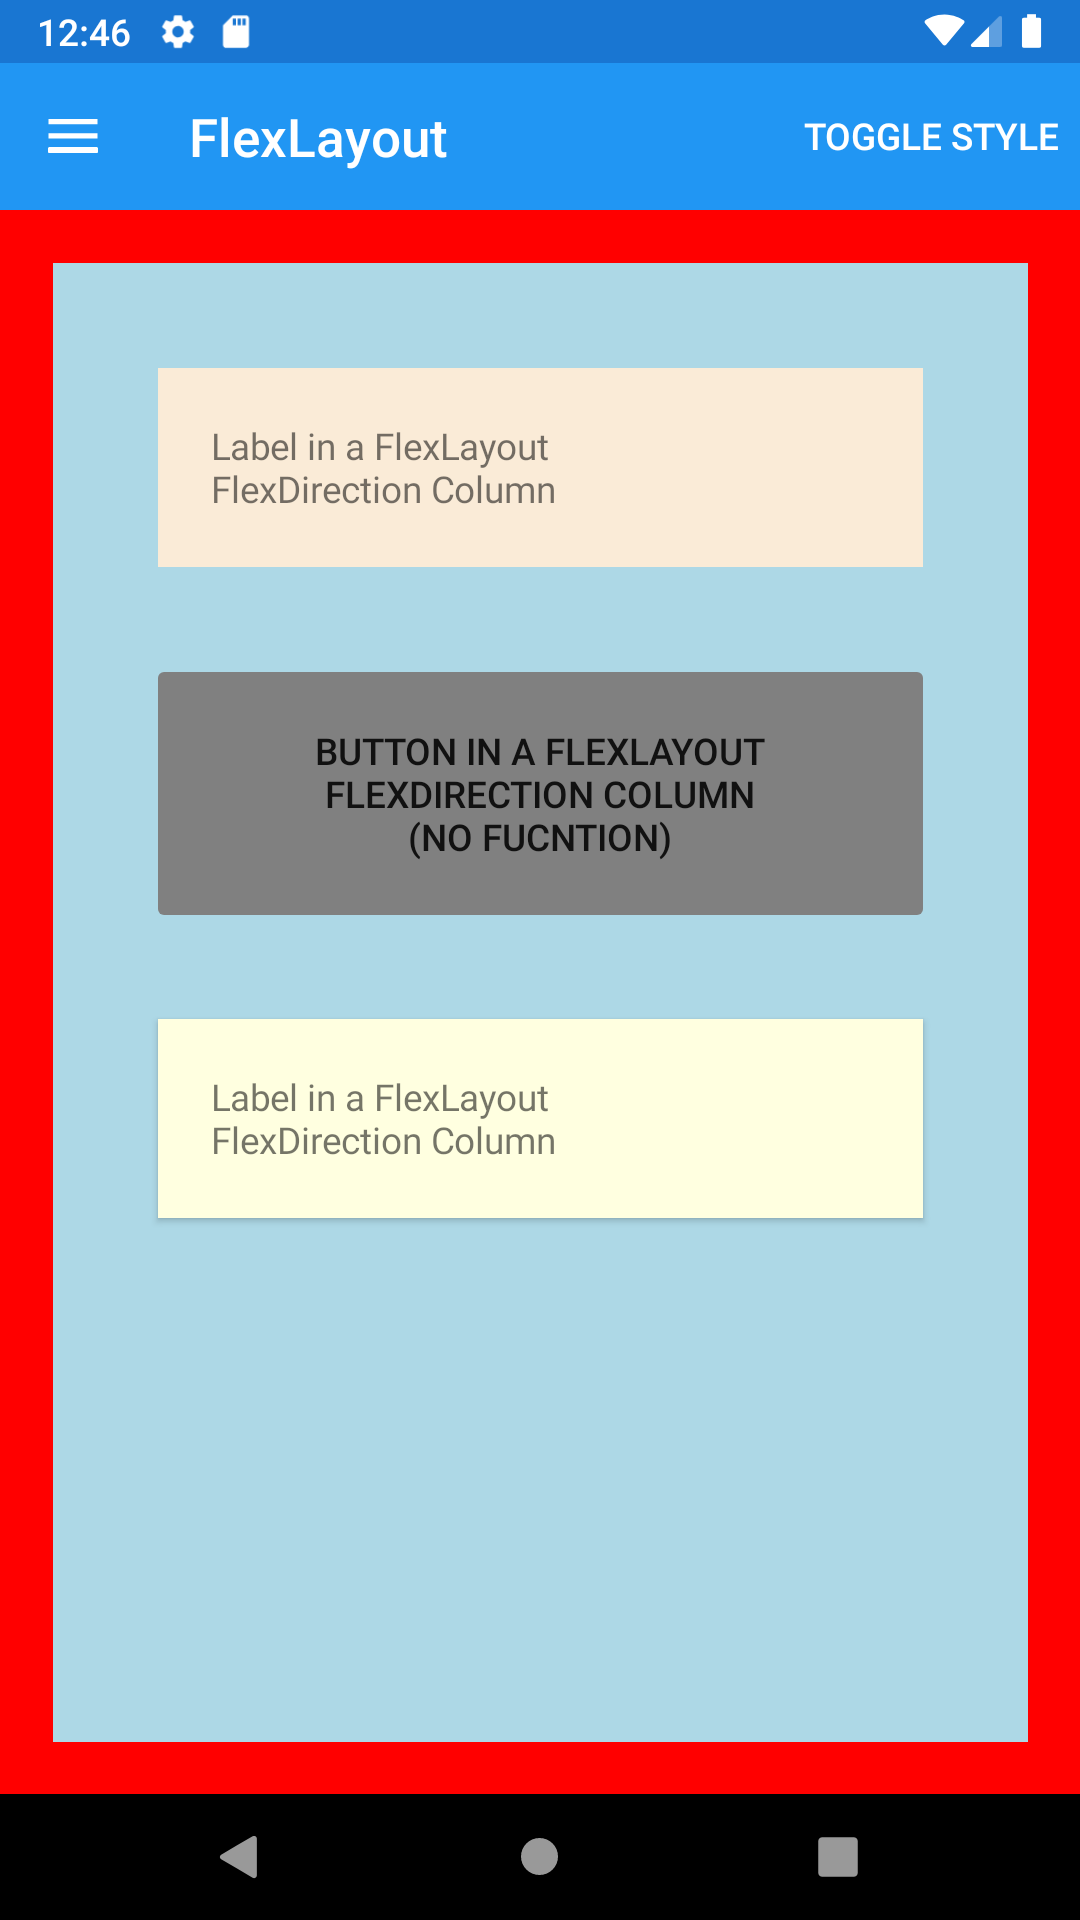 12:46
FlexLayout
TOGGLE STYLE
Label in a FlexLayout
FlexDirection Column
BUTTON IN A FLEXLAYOUT
FLEXDIRECTION COLUMN
(NO FUCNTION)
Label in a FlexLayout
FlexDirection Column